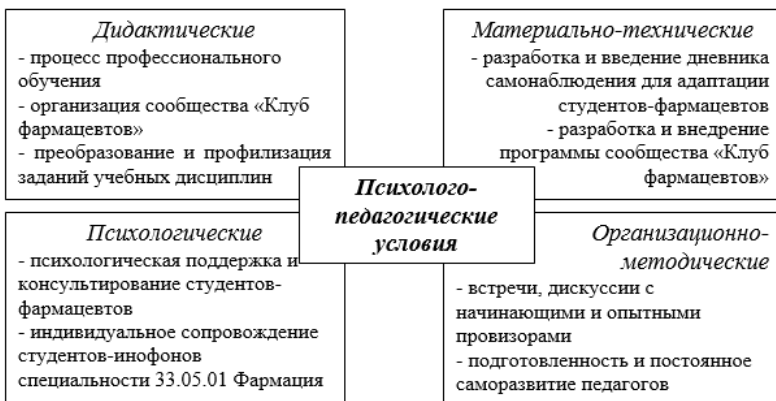 Дидактические
- процесс профессионального
обучения
- организация сообщества «Клуб
фармацевтов»
- преобразование и профилизация
заданий учебных дисциплин
Материально-технические
- разработка и введение дневника
самонаблюдения для адаптации
студентов-фармацевтов
- разработка и внедрение
программы сообщества «Клуб
фармацевтов»
Психолого-
педагогические
условия
Психологические
- психологическая поддержка и
консультирование студентов-
фармацевтов
- индивидуальное сопровождение
студентов-инофонов
специальности 33.05.01 Фармация
Организационно-
методические
- встречи, дискуссии с
начинающими и опытными
провизорами
- подготовленность и постоянное
саморазвитие педагогов